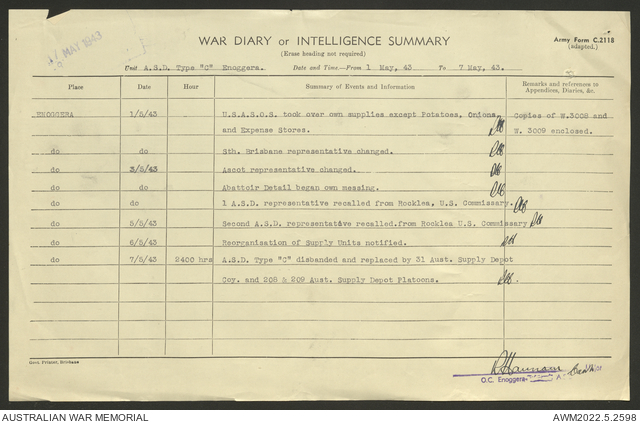 MAY 1943
WAR DIARY or INTELLIGENCE SUMMARY
(Erase heading not required)
Army Form C.2118
(adapted.)
Unit A.S.D. Type "C" Enoggera. Date and Time—From 1 May, 43 To 7 May, 43.
Place Date Hour Summary of Events and Information Remarks and references to Appendices, Diaries, &c.
ENOGGERA 1/5/43 U.S.A.S.O.S. took over own supplies except Potatoes, Onions Copies of W.3008 and
and Expense Stores. W. 3009 enclosed.
do do Sth. Brisbane representative changed.
do 3/5/43 Ascot representative changed.
do do Abattoir Detail began own messing.
do do 1 A.S.D. representative recalled from Rocklea, U.S. Commissary.
do 5/5/43 Second A.S.D. representative recalled.from Rocklea U.S. Commissary
do 6/5/43 Reorganisation of Supply Units notified.
do 7/5/43 2400 hrs A.S.D. Type "C" disbanded and replaced by 31 Aust. Supply Depot
Coy. and 208 & 209 Aust. Supply Depot Platoons.
Govt. Printer, Brisbane
O.C. Enoggera
AUSTRALIAN WAR MEMORIAL AWM2022.5.2598